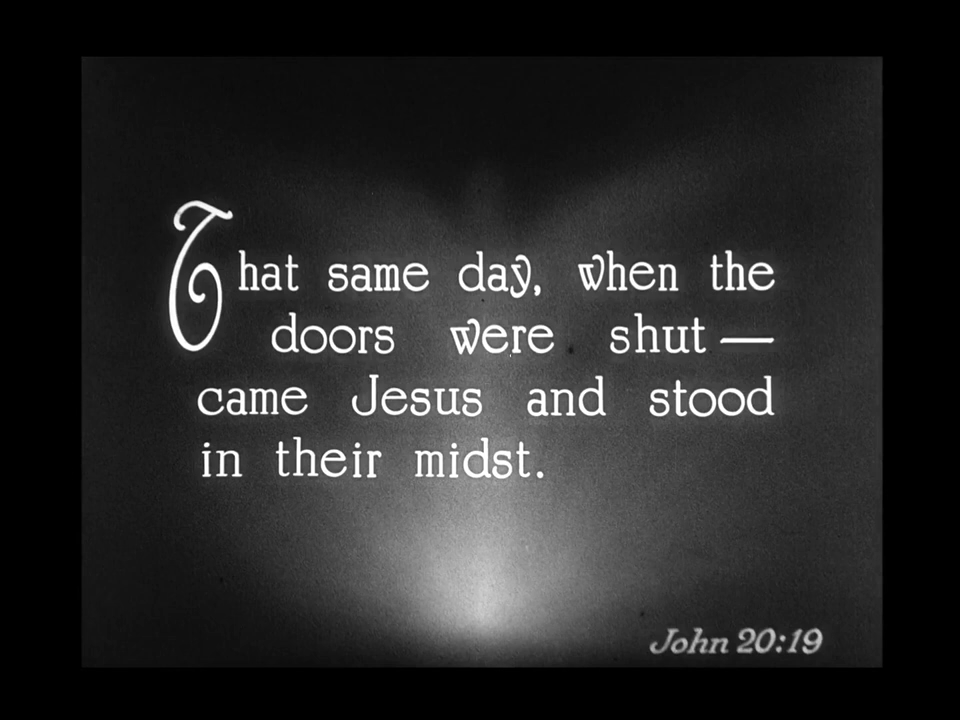 That same day, when the
doors were shut —
came Jesus and stood
in their midst.
John 20:19